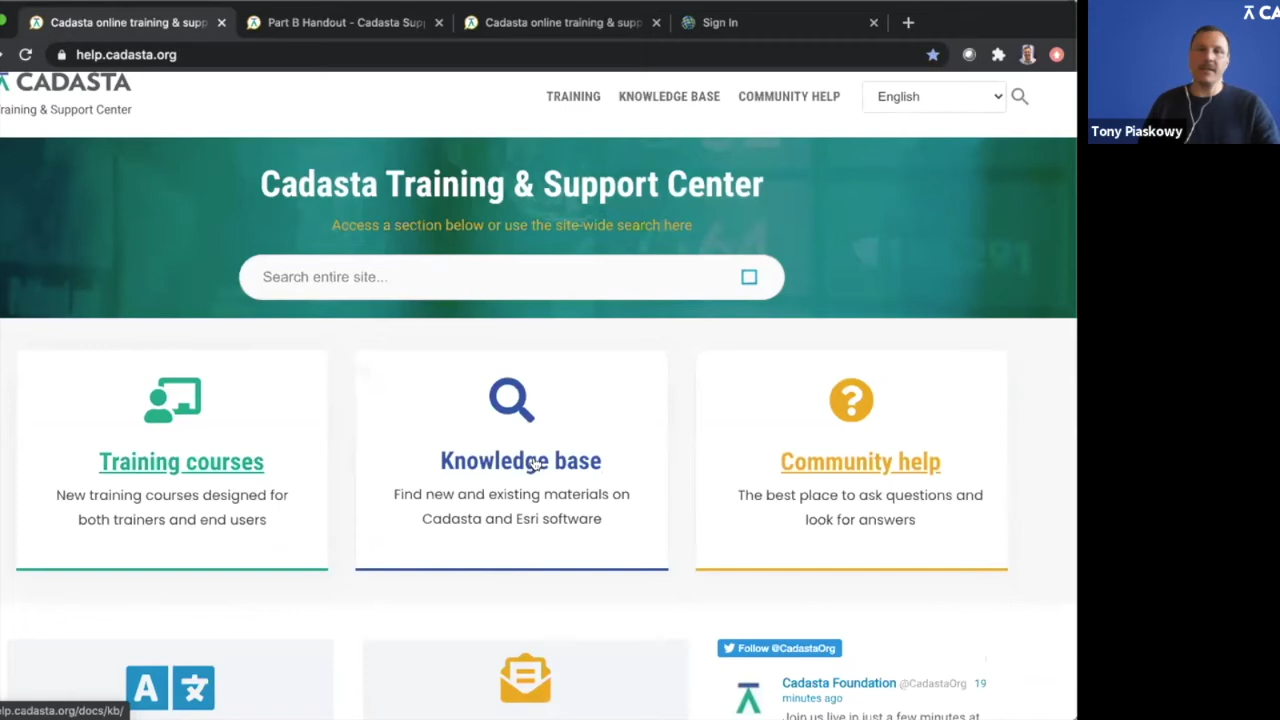 Cadasta online training & supp
Part B Handout - Cadasta Sup
Cadasta online training & supp
Sign In
help.cadasta.org
CADASTA
raining & Support Center
TRAINING
KNOWLEDGE BASE
COMMUNITY HELP
English
CA
Tony Piaskowy
Cadasta Training & Support Center
Access a section below or use the site-wide search here
Search entire site...
Training courses
New training courses designed for
both trainers and end users
Knowledge base
Find new and existing materials on
Cadasta and Esri software
Community help
The best place to ask questions and
look for answers
A
Follow @CadastaOrg
Cadasta Foundation @CadastaOrg 19
minutes ago
Join us live in just a few minutes at
elp.cadasta.org/docs/kb/